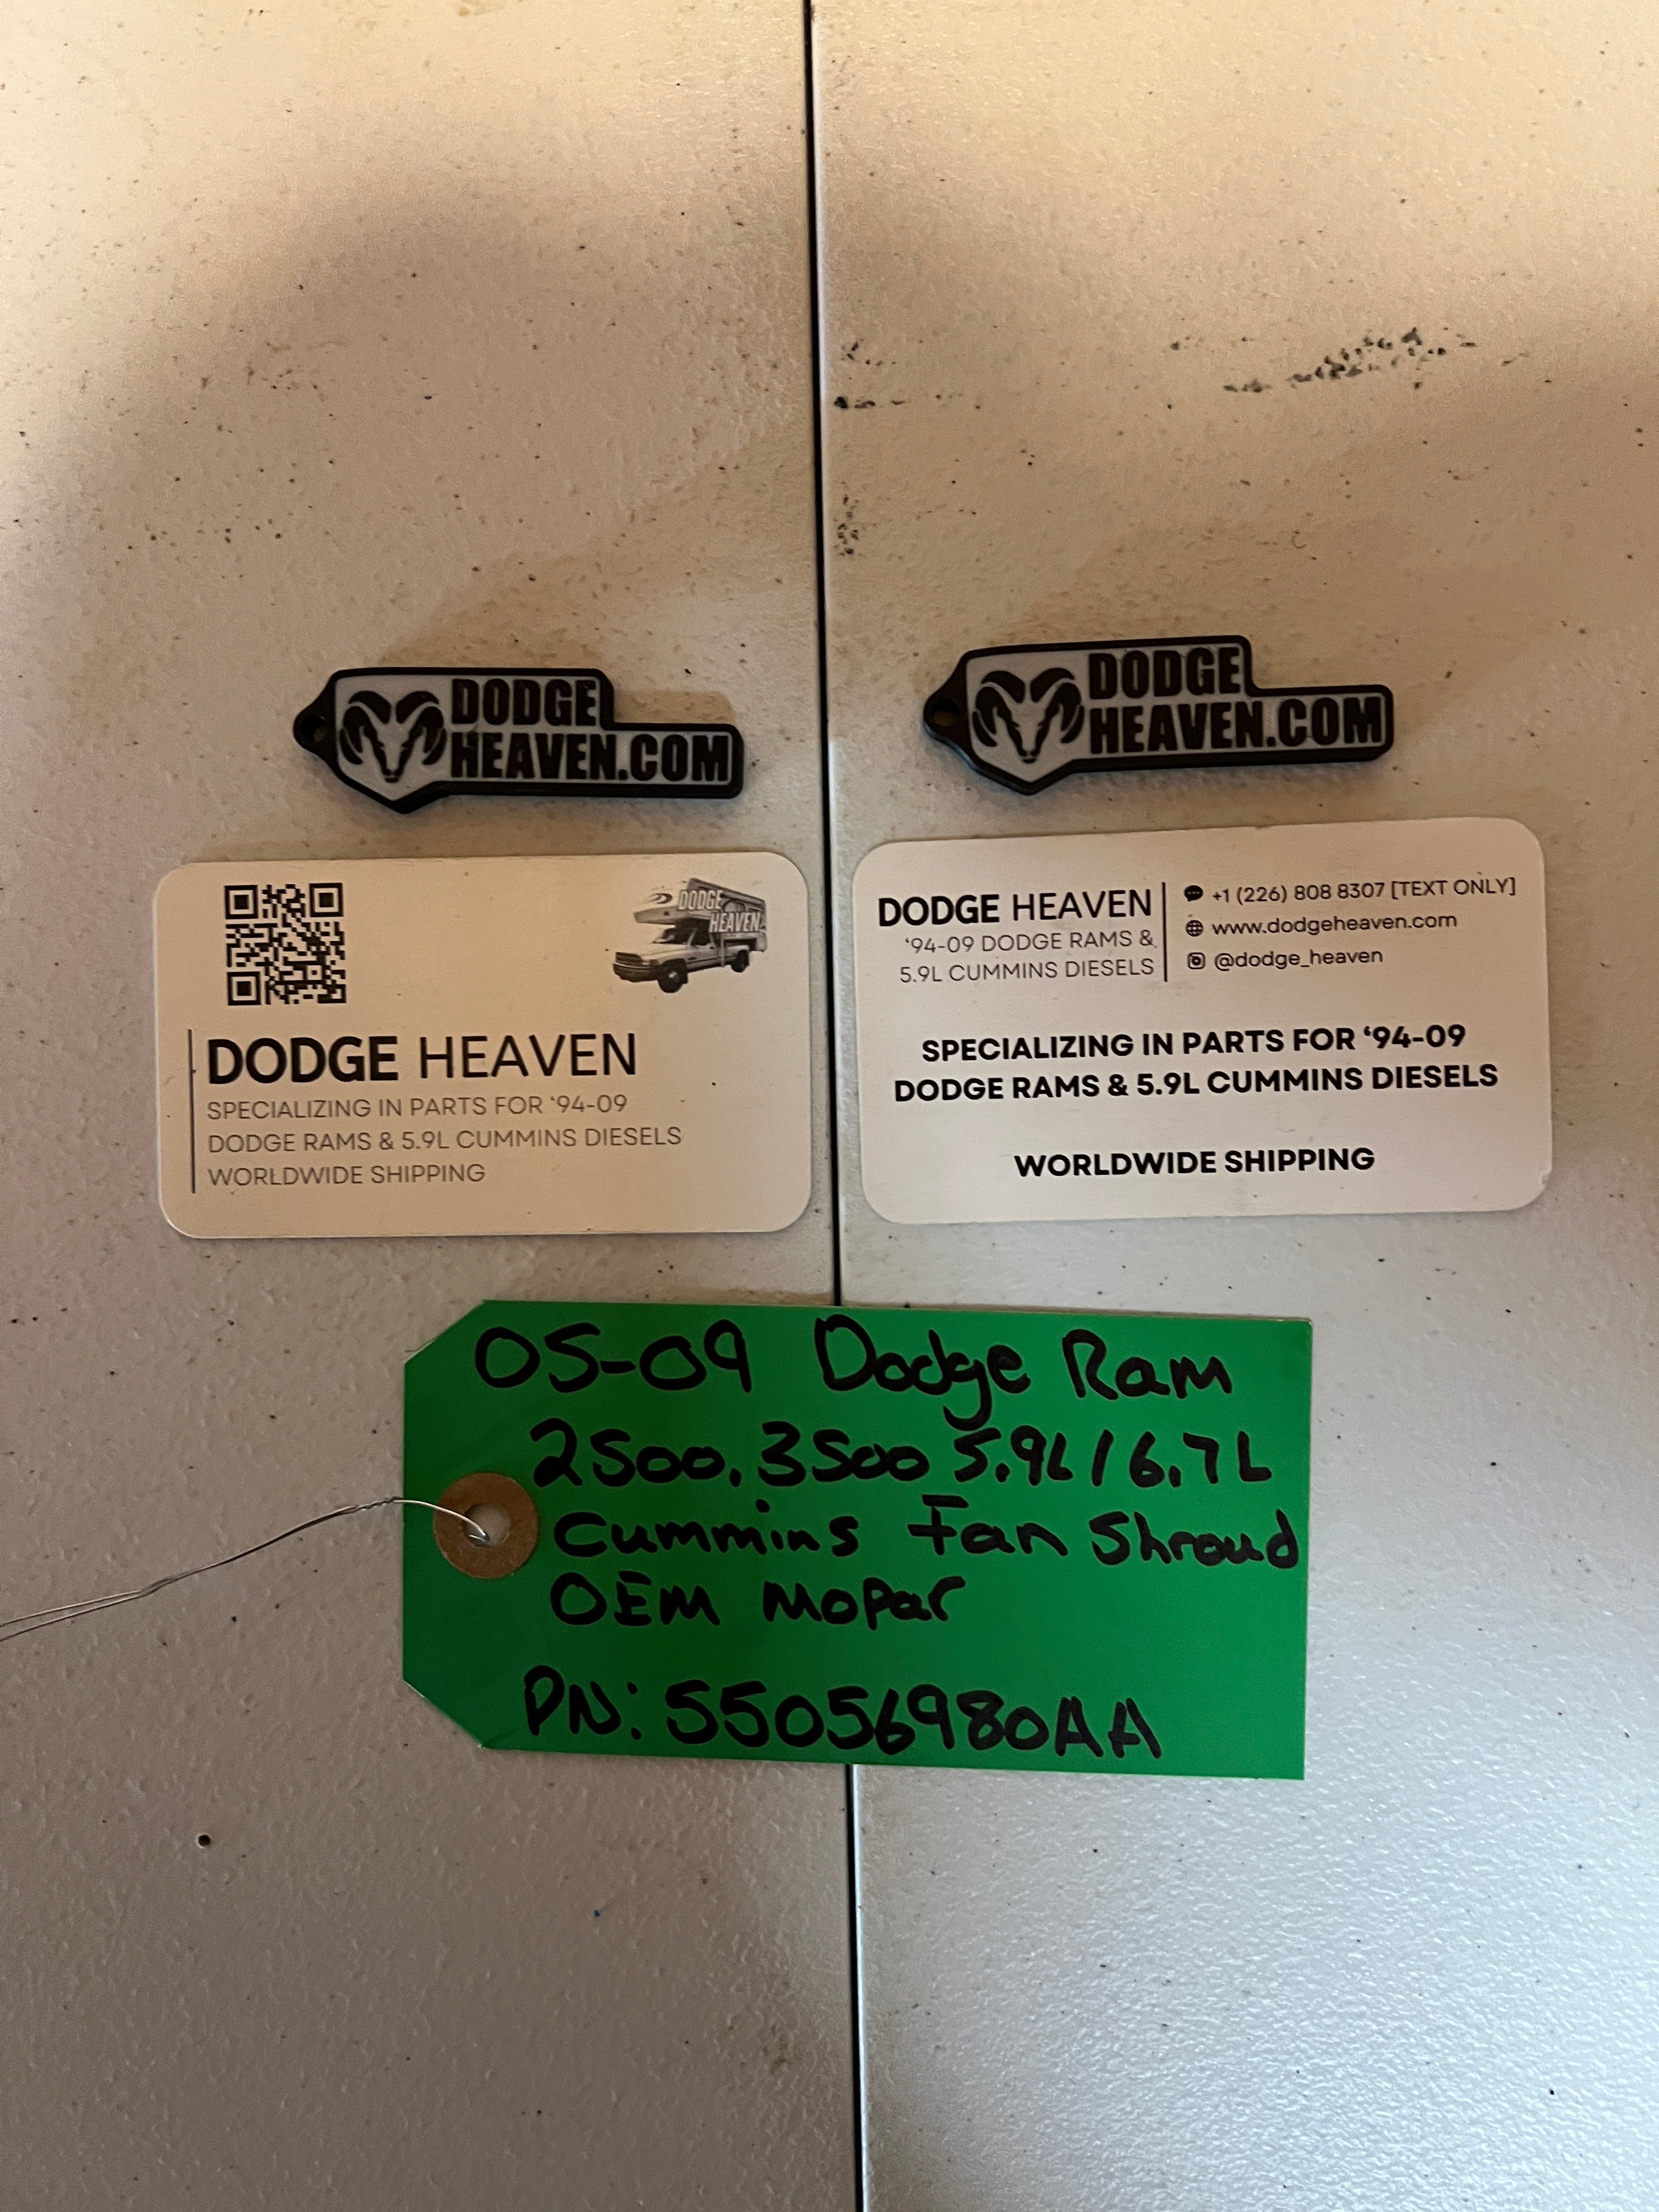 DODGE
HEAVEN.COM
DODGE
HEAVEN.COM
DODGE
HEAVEN
DODGE HEAVEN
SPECIALIZING IN PARTS FOR ‘94-09
DODGE RAMS & 5.9L CUMMINS DIESELS
WORLDWIDE SHIPPING
DODGE HEAVEN
‘94-09 DODGE RAMS &
5.9L CUMMINS DIESELS
+1 (226) 808 8307 [TEXT ONLY]
www.dodgeheaven.com
@dodge_heaven
SPECIALIZING IN PARTS FOR ‘94-09
DODGE RAMS & 5.9L CUMMINS DIESELS
WORLDWIDE SHIPPING
05-09 Dodge Ram
2500.3500 5.9L/6.7L
Cummins Fan Shroud
OEM Mopar
PN: 55056980AA